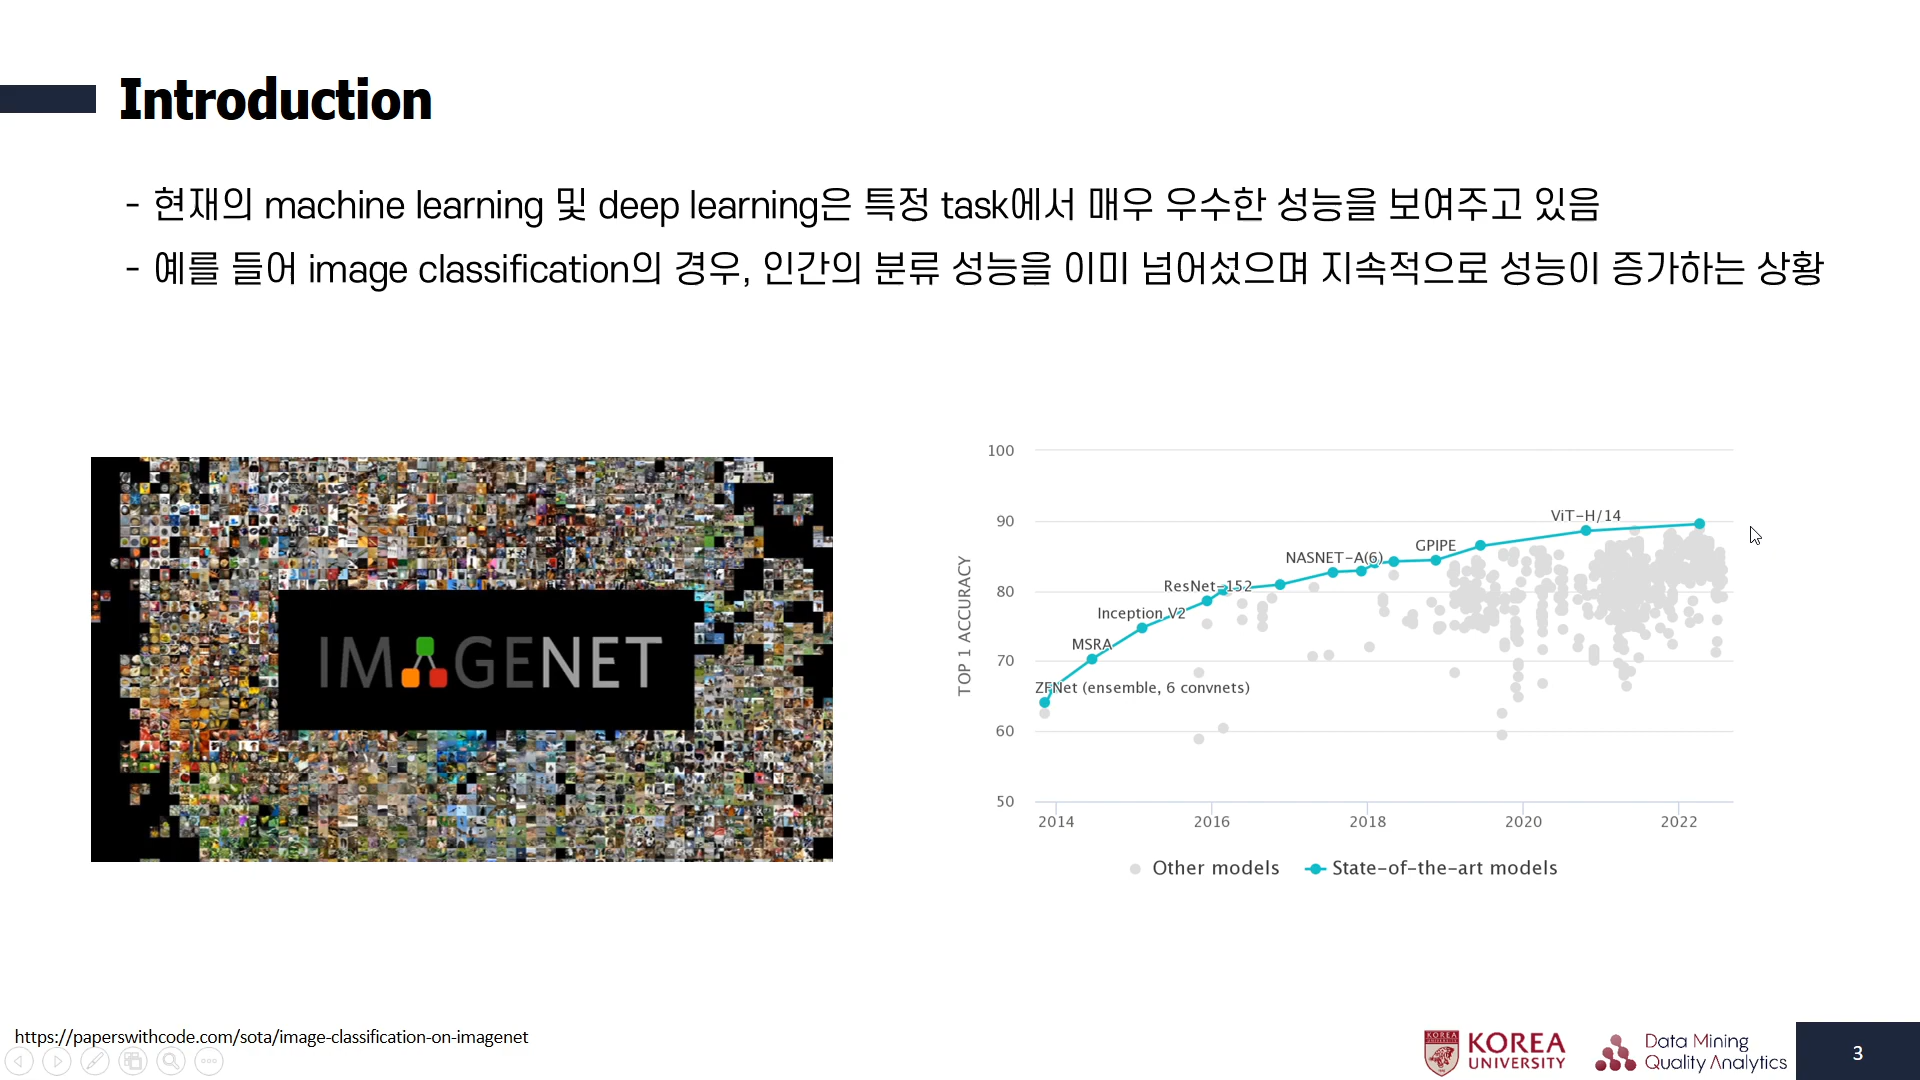 Introduction
- 현재의 machine learning 및 deep learning은 특정 task에서 매우 우수한 성능을 보여주고 있음
- 예를 들어 image classification의 경우, 인간의 분류 성능을 이미 넘어섰으며 지속적으로 성능이 증가하는 상황
IMAGENET
TOP 1 ACCURACY
100
90
80
70
60
50
ViT-H/14
GPIPE
NASNET-A(6)
ResNet-152
Inception V2
MSRA
ZFNet (ensemble, 6 convnets)
2014 2016 2018 2020 2022
Other models State-of-the-art models
https://paperswithcode.com/sota/image-classification-on-imagenet
KOREA
KOREA
UNIVERSITY
Data Mining
Quality Analytics
3